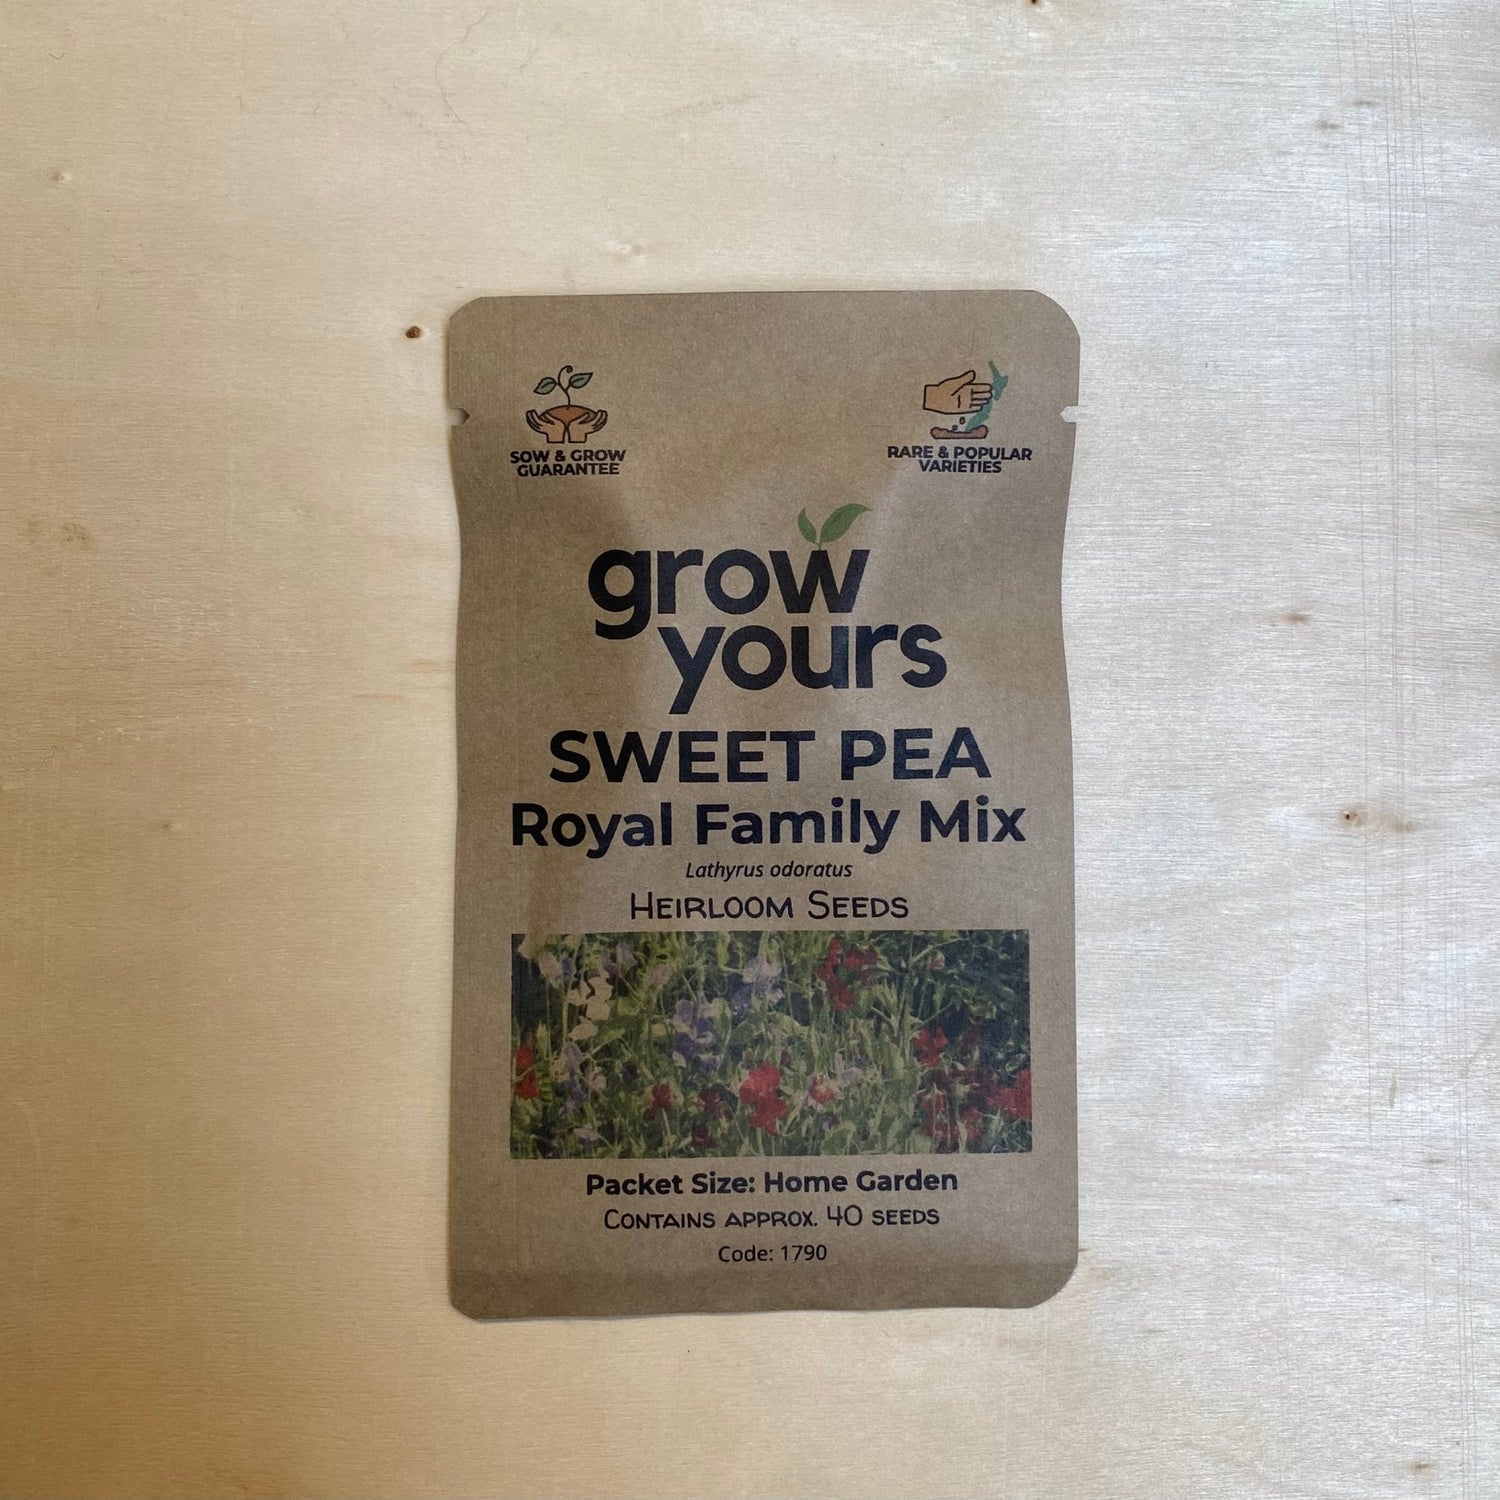 SOW & GROW
GUARANTEE
RARE & POPULAR
VARIETIES
grow
yours
SWEET PEA
Royal Family Mix
Lathyrus odoratus
HEIRLOOM SEEDS
Packet Size: Home Garden
CONTAINS APPROX. 40 SEEDS
Code: 1790